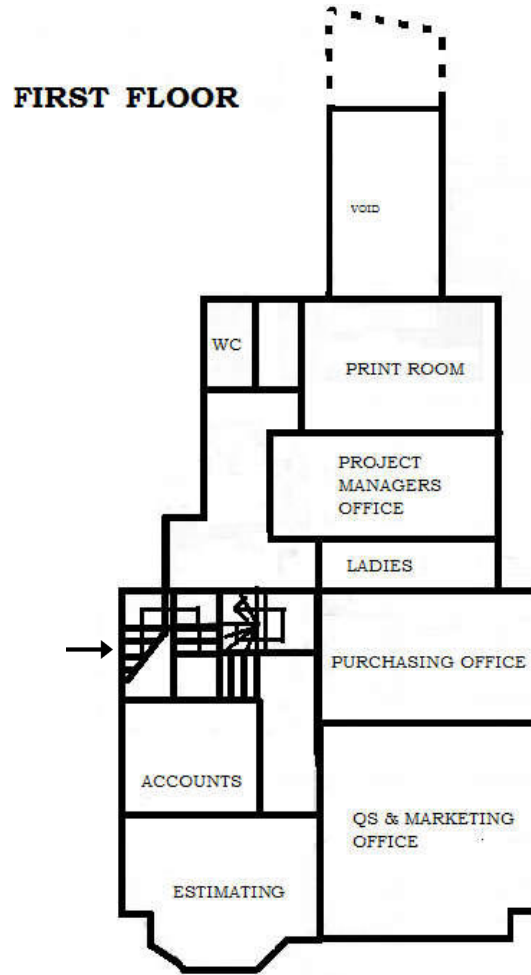 FIRST FLOOR
VOID
WC
PRINT ROOM
PROJECT
MANAGERS
OFFICE
LADIES
PURCHASING OFFICE
ACCOUNTS
QS & MARKETING
OFFICE
ESTIMATING